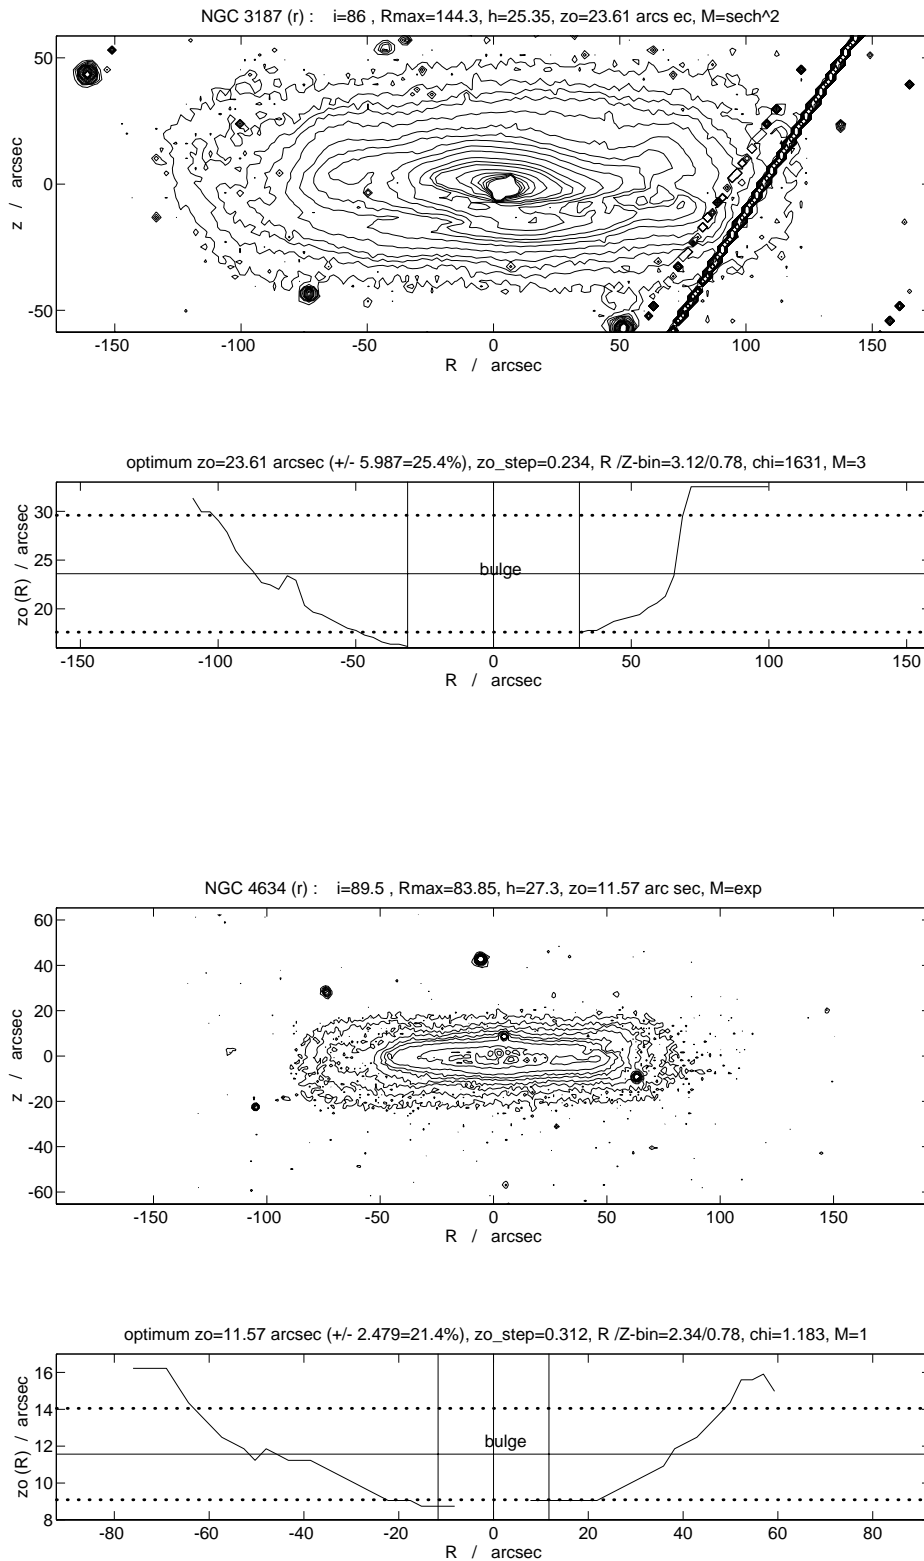 NGC 3187 (r) : i=86 , Rmax=144.3, h=25.35, zo=23.61 arcs ec, M=sech^2
50
0
-50
z / arcsec
-150 -100 -50 0 50 100 150
R / arcsec
optimum zo=23.61 arcsec (+/- 5.987=25.4%), zo_step=0.234, R /Z-bin=3.12/0.78, chi=1631, M=3
30
25
20
zo (R) / arcsec
bulge
-150 -100 -50 0 50 100 150
R / arcsec
NGC 4634 (r) : i=89.5 , Rmax=83.85, h=27.3, zo=11.57 arc sec, M=exp
60
40
20
0
-20
-40
-60
z / arcsec
-150 -100 -50 0 50 100 150
R / arcsec
optimum zo=11.57 arcsec (+/- 2.479=21.4%), zo_step=0.312, R /Z-bin=2.34/0.78, chi=1.183, M=1
16
14
12
10
8
zo (R) / arcsec
bulge
-80 -60 -40 -20 0 20 40 60 80
R / arcsec